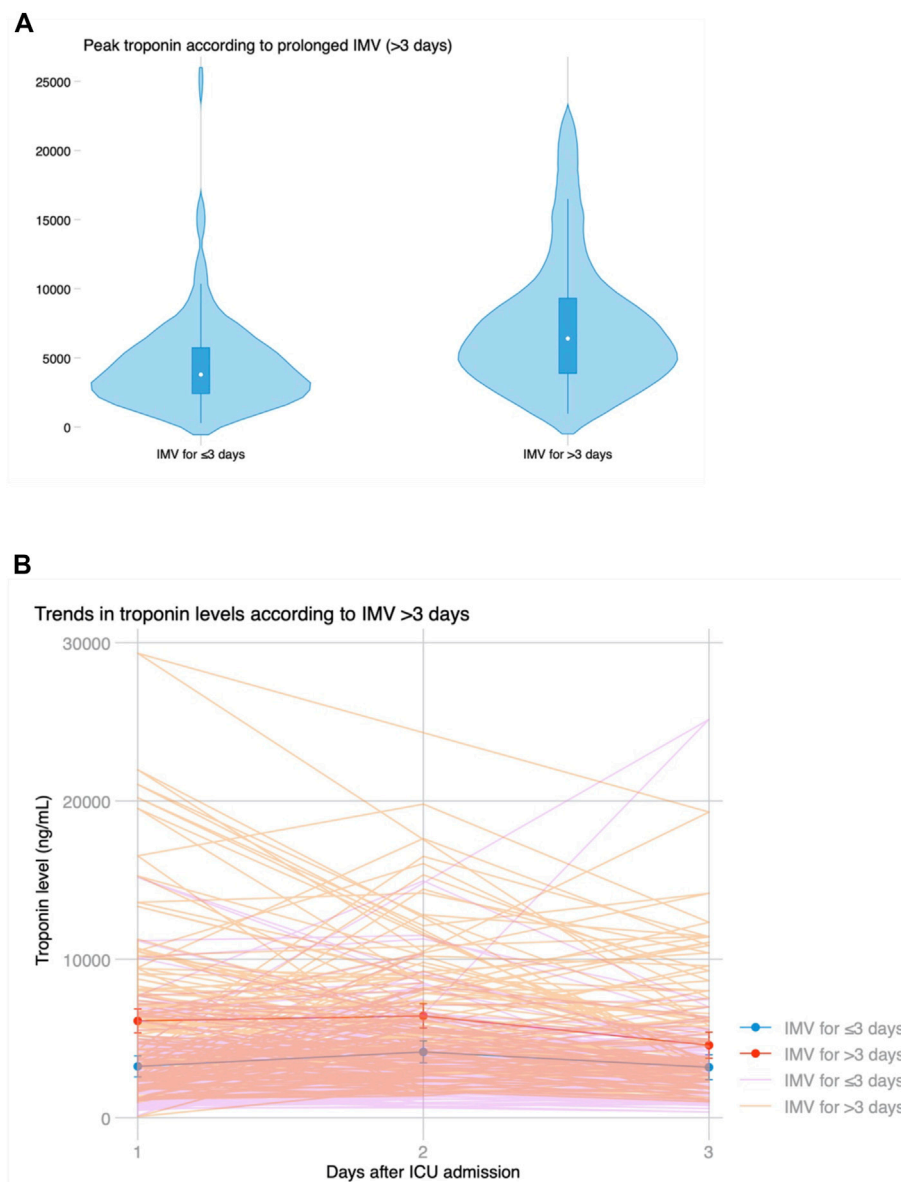 A
Peak troponin according to prolonged IMV (>3 days)
25000
20000
15000
10000
5000
0
IMV for ≤3 days
IMV for >3 days
B
Trends in troponin levels according to IMV >3 days
30000
20000
10000
0
Troponin level (ng/mL)
1
2
3
Days after ICU admission
IMV for ≤3 days
IMV for >3 days
IMV for ≤3 days
IMV for >3 days